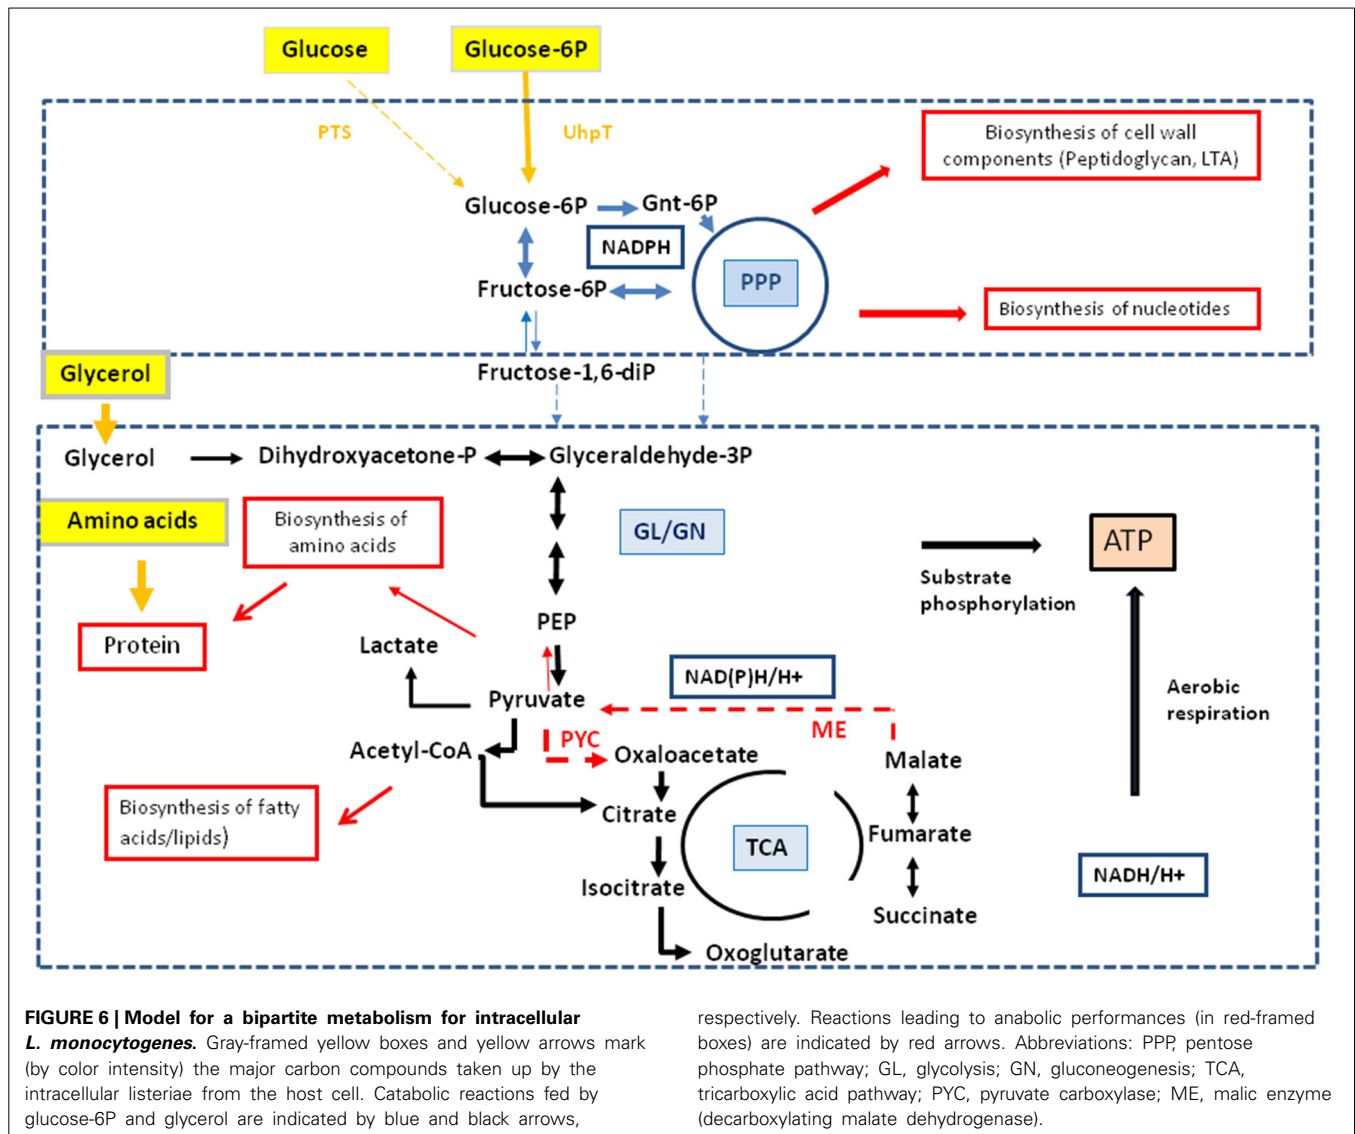 Glucose
Glucose-6P
PTS
UhpT
Biosynthesis of cell wall
components (Peptidoglycan, LTA)
Glucose-6P
Gnt-6P
NADPH
PPP
Fructose-6P
Biosynthesis of nucleotides
Glycerol
Fructose-1,6-diP
Glycerol
Dihydroxyacetone-P
Glyceraldehyde-3P
Amino acids
Biosynthesis of
amino acids
GL/GN
ATP
Substrate
phosphorylation
Protein
Lactate
PEP
NAD(P)H/H+
Aerobic
respiration
Pyruvate
PYC
ME
Acetyl-CoA
Oxaloacetate
Malate
Biosynthesis of fatty
acids/lipids)
Citrate
TCA
Fumarate
Isocitrate
NADH/H+
Succinate
Oxoglutarate
FIGURE 6 | Model for a bipartite metabolism for intracellular
L. monocytogenes. Gray-framed yellow boxes and yellow arrows mark
(by color intensity) the major carbon compounds taken up by the
intracellular listeriae from the host cell. Catabolic reactions fed by
glucose-6P and glycerol are indicated by blue and black arrows,
respectively. Reactions leading to anabolic performances (in red-framed
boxes) are indicated by red arrows. Abbreviations: PPP, pentose
phosphate pathway; GL, glycolysis; GN, gluconeogenesis; TCA,
tricarboxylic acid pathway; PYC, pyruvate carboxylase; ME, malic enzyme
(decarboxylating malate dehydrogenase).